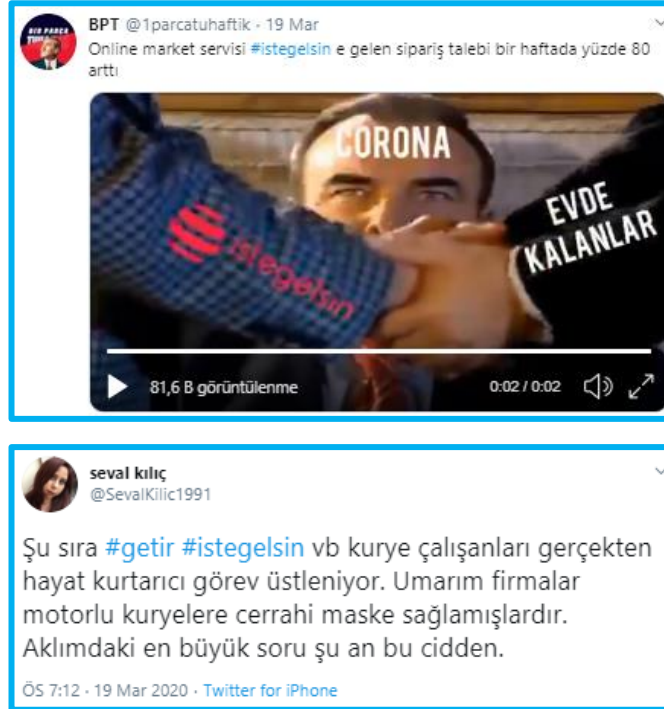 BPT @1parcatuhaftik · 19 Mar
Online market servisi #istegelsin e gelen sipariş talebi bir haftada yüzde 80
arttı
CORONA
istegelsin
EVDE
KALANLAR
81,6 B görüntülenme
0:02 / 0:02
seval kılıç
@SevalKilic1991
Şu sıra #getir #istegelsin vb kurye çalışanları gerçekten
hayat kurtarıcı görev üstleniyor. Umarım firmalar
motorlu kuryelere cerrahi maske sağlamışlardır.
Aklımdaki en büyük soru şu an bu cidden.
ÖS 7:12 · 19 Mar 2020 · Twitter for iPhone